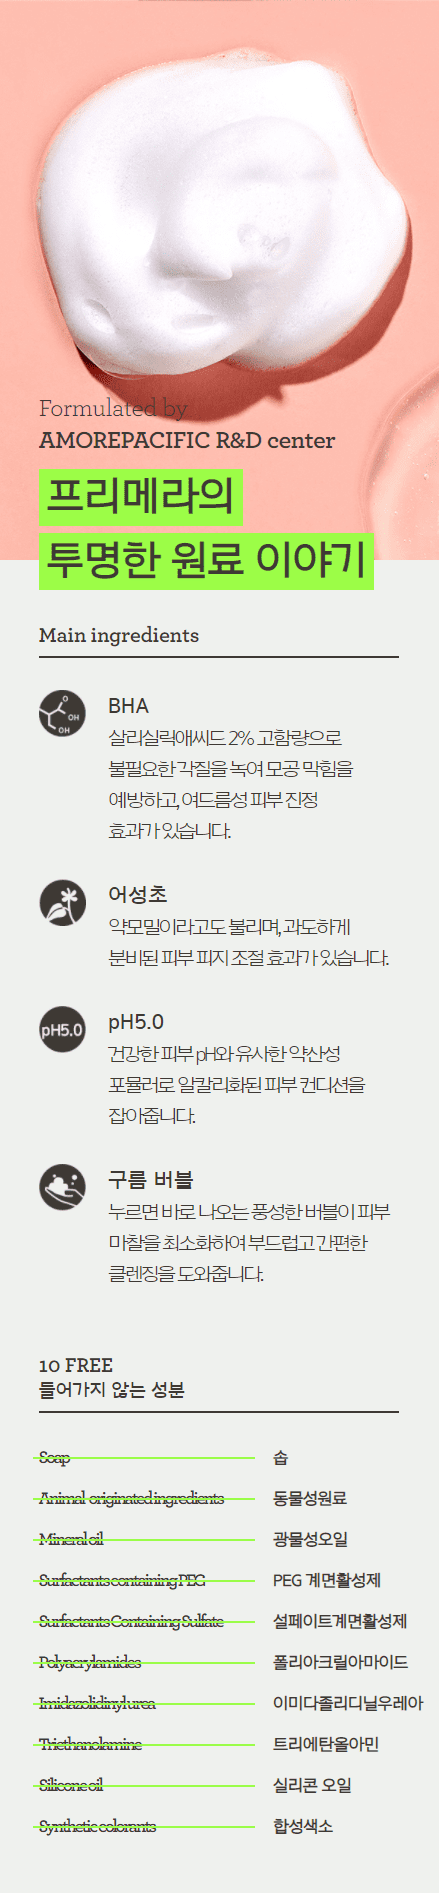 Formulated by
AMOREPACIFIC R&D center
프리메라의
투명한 원료 이야기
Main ingredients
O
OH
OH
BHA
살리실릭애씨드 2% 고함량으로
불필요한 각질을 녹여 모공 막힘을
예방하고, 여드름성 피부 진정
효과가 있습니다.
어성초
약모밀이라고도 불리며, 과도하게
분비된 피부 피지 조절 효과가 있습니다.
pH5.0
pH5.0
건강한 피부 pH와 유사한 약산성
포뮬러로 알칼리화된 피부 컨디션을
잡아줍니다.
구름 버블
누르면 바로 나오는 풍성한 버블이 피부
마찰을 최소화하여 부드럽고 간편한
클렌징을 도와줍니다.
10 FREE
들어가지 않는 성분
Soap 솝
Animal-originated ingredients 동물성원료
Mineral oil 광물성오일
Surfactants containing PEG PEG 계면활성제
Surfactants Containing Sulfate 설페이트계면활성제
Polyacrylamides 폴리아크릴아마이드
Imidazolidinyl urea 이미다졸리디닐우레아
Triethanolamine 트리에탄올아민
Silicone oil 실리콘 오일
Synthetic colorants 합성색소